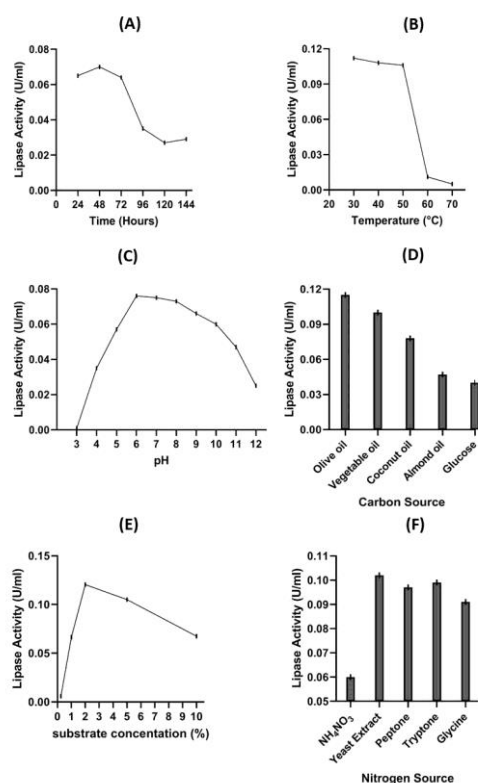 (A)
Lipase Activity (U/ml)
0.08
0.06
0.04
0.02
0.00
0 24 48 72 96 120 144
Time (Hours)
(B)
Lipase Activity (U/ml)
0.12
0.09
0.06
0.03
0.00
20 30 40 50 60 70
Temperature (°C)
(C)
Lipase Activity (U/ml)
0.08
0.06
0.04
0.02
0.00
3 4 5 6 7 8 9 10 11 12
pH
(D)
Lipase Activity (U/ml)
0.12
0.09
0.06
0.03
0.00
Olive oil
Vegetable oil
Coconut oil
Almond oil
Glucose
Carbon Source
(E)
Lipase Activity (U/ml)
0.15
0.10
0.05
0.00
0 1 2 3 4 5 6 7 8 9 10
substrate concentation (%)
(F)
Lipase Activity (U/ml)
0.11
0.10
0.09
0.08
0.07
0.06
0.05
NH₄NO₃
Yeast Extract
Peptone
Tryptone
Glycine
Nitrogen Source